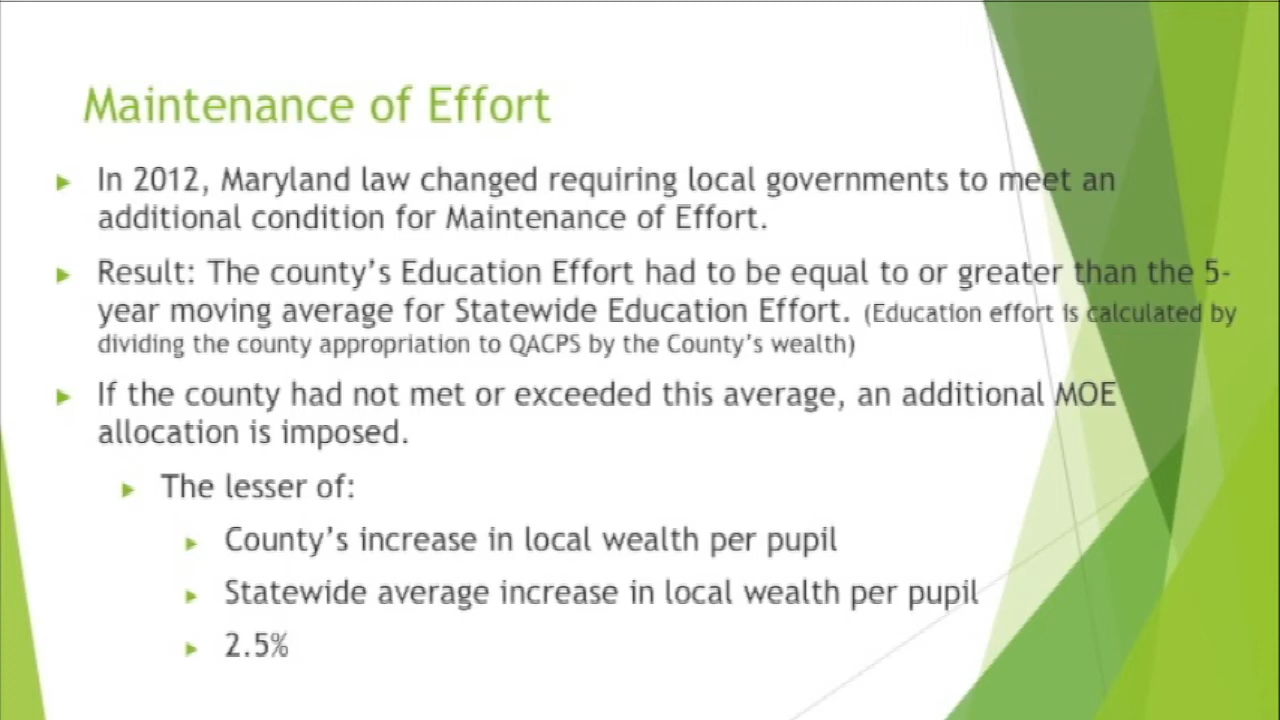 Maintenance of Effort
In 2012, Maryland law changed requiring local governments to meet an
additional condition for Maintenance of Effort.
Result: The county's Education Effort had to be equal to or greater than the 5-
year moving average for Statewide Education Effort. (Education effort is calculated by
dividing the county appropriation to QACPS by the County's wealth)
If the county had not met or exceeded this average, an additional MOE
allocation is imposed.
The lesser of:
County's increase in local wealth per pupil
Statewide average increase in local wealth per pupil
2.5%